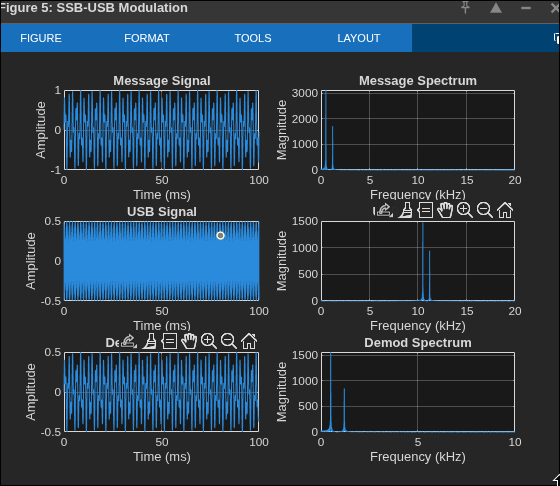 Figure 5: SSB-USB Modulation
FIGURE FORMAT TOOLS LAYOUT
Message Signal
Amplitude
1
0
-1
0 50 100
Time (ms)
Message Spectrum
Magnitude
3000
2000
1000
0
0 5 10 15 20
Frequency (kHz)
USB Signal
Amplitude
0.5
0
-0.5
0 50 100
Time (ms)
Magnitude
1500
1000
500
0
0 5 10 15 20
Frequency (kHz)
De
Amplitude
0.5
0
-0.5
0 50 100
Time (ms)
Demod Spectrum
Magnitude
1500
1000
500
0
0 5 10
Frequency (kHz)